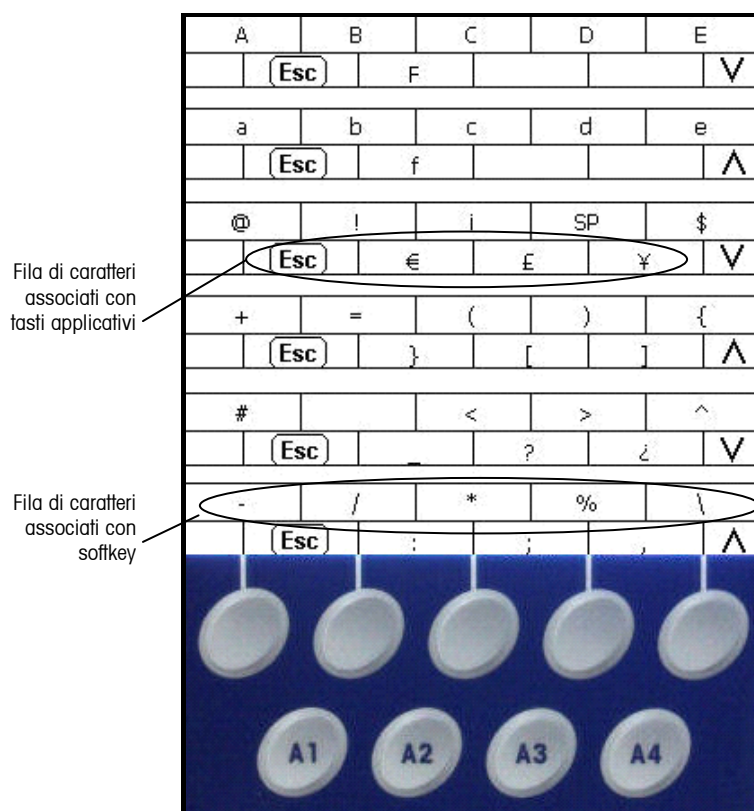 A B C D E
Esc F V
a b c d e
Esc f Λ
@ ! ¡ SP $
Esc € £ ¥ V
Fila di caratteri
associati con
tasti applicativi
+ = ( ) {
Esc } [ ] Λ
# < > ^
Esc _ ? ¿ V
Fila di caratteri
associati con
softkey
- / * % \
Esc : ; , Λ
A1 A2 A3 A4